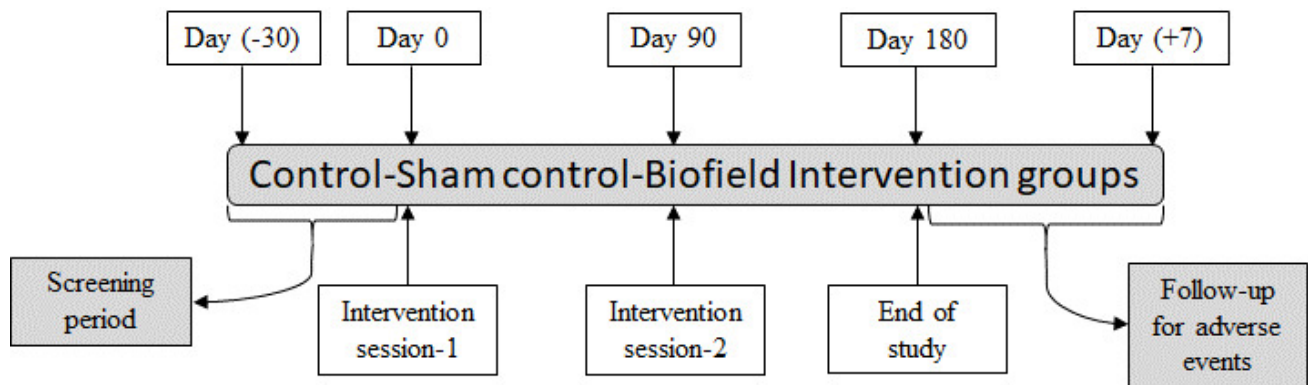 Day (-30)
Day 0
Day 90
Day 180
Day (+7)
Control-Sham control-Biofield Intervention groups
Screening
period
Intervention
session-1
Intervention
session-2
End of
study
Follow-up
for adverse
events